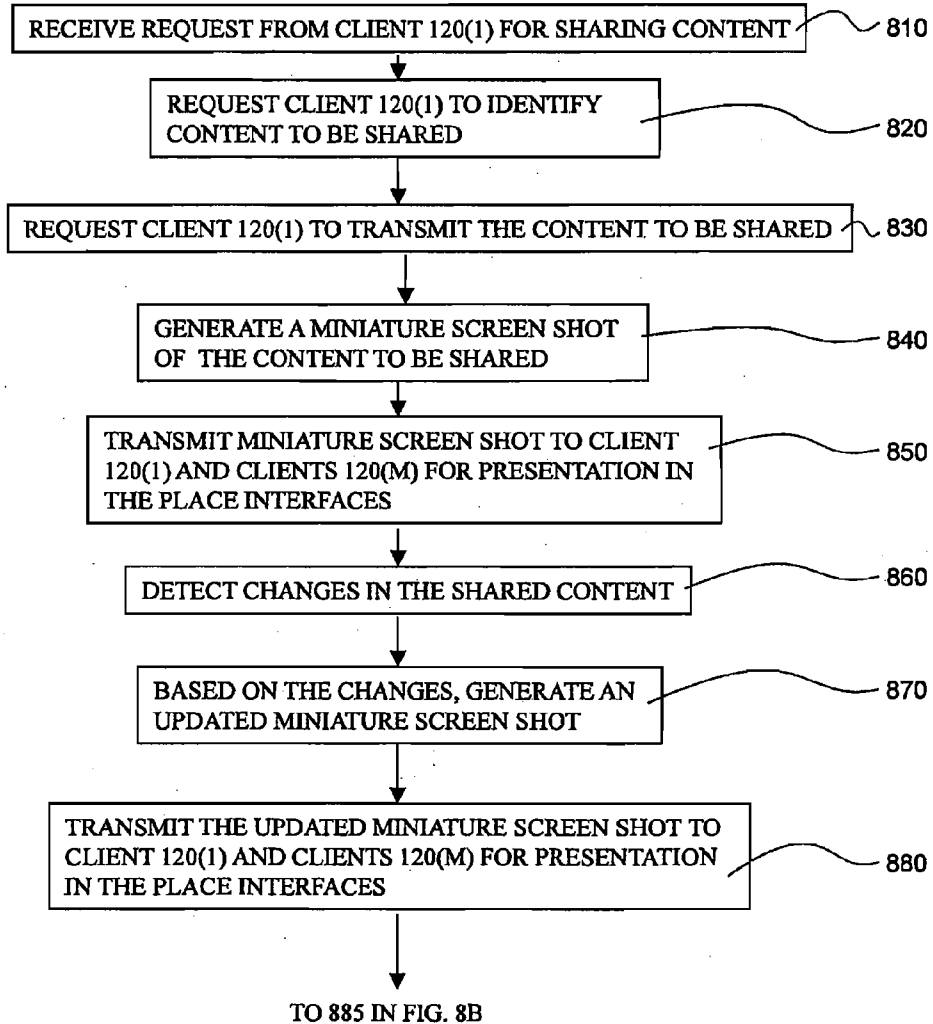 RECEIVE REQUEST FROM CLIENT 120(1) FOR SHARING CONTENT
810
REQUEST CLIENT 120(1) TO IDENTIFY
CONTENT TO BE SHARED
820
REQUEST CLIENT 120(1) TO TRANSMIT THE CONTENT TO BE SHARED
830
GENERATE A MINIATURE SCREEN SHOT
OF THE CONTENT TO BE SHARED
840
TRANSMIT MINIATURE SCREEN SHOT TO CLIENT
120(1) AND CLIENTS 120(M) FOR PRESENTATION IN
THE PLACE INTERFACES
850
DETECT CHANGES IN THE SHARED CONTENT
860
BASED ON THE CHANGES, GENERATE AN
UPDATED MINIATURE SCREEN SHOT
870
TRANSMIT THE UPDATED MINIATURE SCREEN SHOT TO
CLIENT 120(1) AND CLIENTS 120(M) FOR PRESENTATION
IN THE PLACE INTERFACES
880
TO 885 IN FIG. 8B